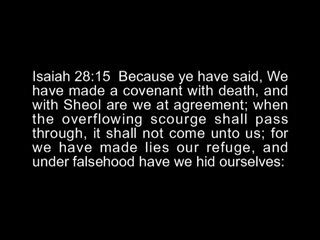 Isaiah 28:15  Because ye have said, We
have made a covenant with death, and
with Sheol are we at agreement; when
the overflowing scourge shall pass
through, it shall not come unto us; for
we have made lies our refuge, and
under falsehood have we hid ourselves: